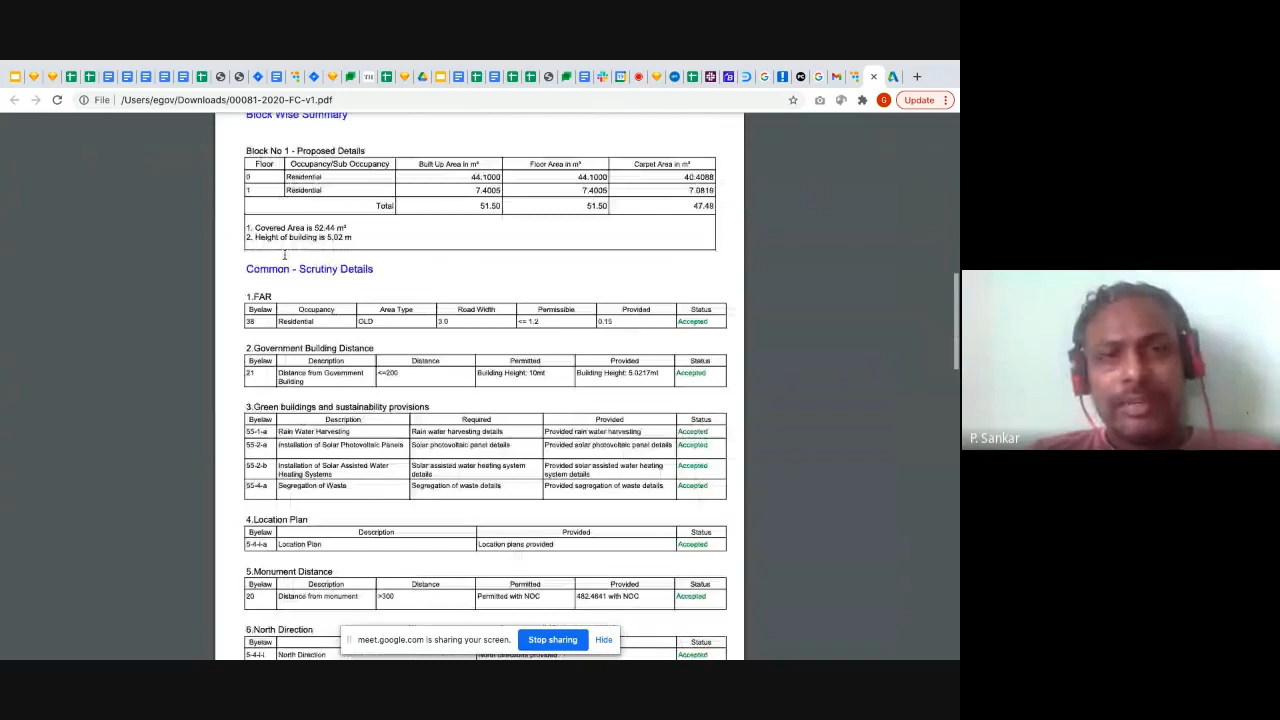 File /Users/egov/Downloads/00081-2020-FC-v1.pdf Update
Block Wise Summary
Block No 1 - Proposed Details
Floor Occupancy/Sub Occupancy Built Up Area in m² Floor Area in m² Carpet Area in m²
0 Residential 44.1000 44.1000 40.4088
1 Residential 7.4005 7.4005 7.0819
Total 51.50 51.50 47.49
1. Covered Area is 52.44 m²
2. Height of building is 5.02 m
Common - Scrutiny Details
1.FAR
Byelaw Occupancy Area Type Road Width Permissible Provided Status
38 Residential OLD 3.0 <= 1.2 0.15 Accepted
2.Government Building Distance
Byelaw Description Distance Permitted Provided Status
21 Distance from Government <=200 Building Height: 10mt Building Height: 5.0217mt Accepted
Building
3.Green buildings and sustainability provisions
Byelaw Description Required Provided Status
55-1-a Rain Water Harvesting Rain water harvesting details Provided rain water harvesting Accepted
55-2-a Installation of Solar Photovoltaic Panels Solar photovoltaic panel details Provided solar photovoltaic panel details Accepted
55-2-b Installation of Solar Assisted Water Solar assisted water heating system Provided solar assisted water heating Accepted
Heating Systems details system details
55-4-a Segregation of Waste Segregation of waste details Provided segregation of waste details Accepted
4.Location Plan
Byelaw Description Provided Status
5-4-i-a Location Plan Location plans provided Accepted
5.Monument Distance
Byelaw Description Distance Permitted Provided Status
20 Distance from monument >300 Permitted with NOC 482.4641 with NOC Accepted
6.North Direction
Byelaw Status
5-4-i-i North Direction Accepted
meet.google.com is sharing your screen. Stop sharing Hide
P. Sankar